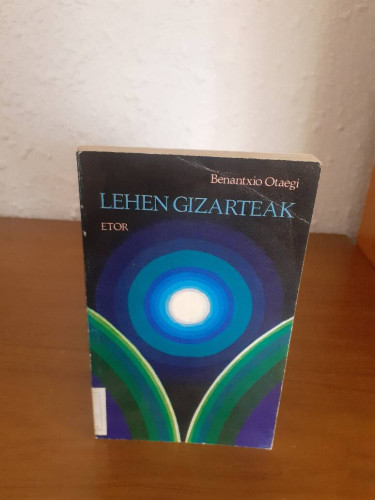 Benantxio Otaegi
LEHEN GIZARTEAK
ETOR